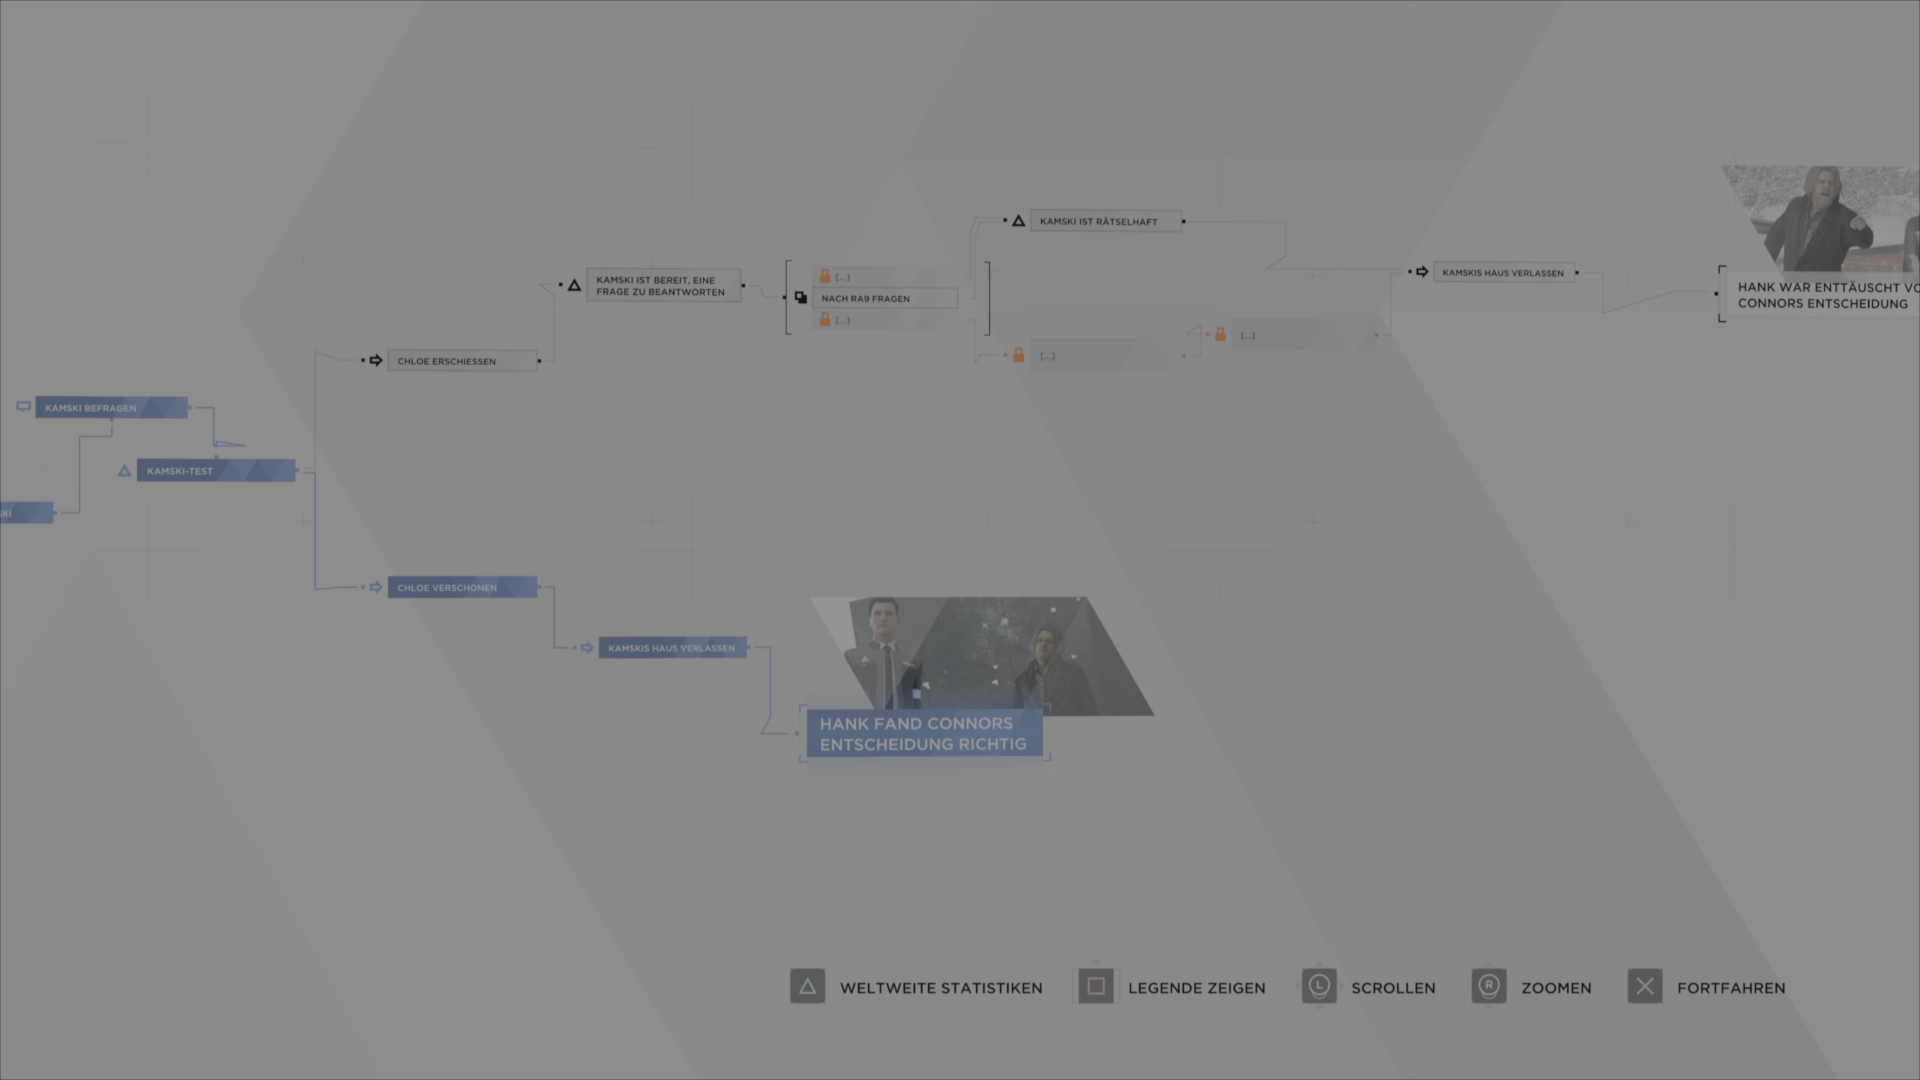 KAMSKI IST RÄTSELHAFT
KAMSKI IST BEREIT, EINE
FRAGE ZU BEANTWORTEN
[...]
NACH RA9 FRAGEN
[...]
KAMSKIS HAUS VERLASSEN
HANK WAR ENTTÄUSCHT VO
CONNORS ENTSCHEIDUNG
[...]
[...]
CHLOE ERSCHIESSEN
KAMSKI BEFRAGEN
KAMSKI-TEST
SKI
CHLOE VERSCHONEN
KAMSKIS HAUS VERLASSEN
HANK FAND CONNORS
ENTSCHEIDUNG RICHTIG
WELTWEITE STATISTIKEN
LEGENDE ZEIGEN
L
SCROLLEN
R
ZOOMEN
FORTFAHREN